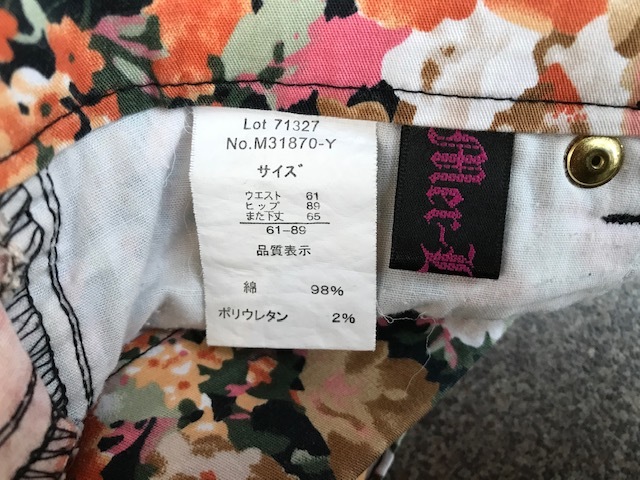 Lot 71327
No.M31870-Y
サイズ
ウエスト 61
ヒップ 89
また下丈 65
61-89
品質表示
綿 98%
ポリウレタン 2%